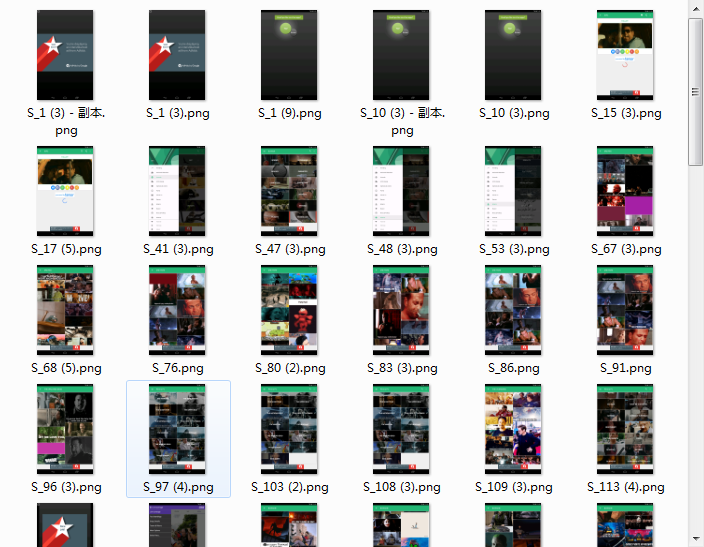 S_1 (3) - 副本.
png
S_1 (3).png
S_1 (9).png
S_10 (3) - 副本.
png
S_10 (3).png
S_15 (3).png
S_17 (5).png
S_41 (3).png
S_47 (3).png
S_48 (3).png
S_53 (3).png
S_67 (3).png
S_68 (5).png
S_76.png
S_80 (2).png
S_83 (3).png
S_86.png
S_91.png
S_96 (3).png
S_97 (4).png
S_103 (2).png
S_108 (3).png
S_109 (3).png
S_113 (4).png